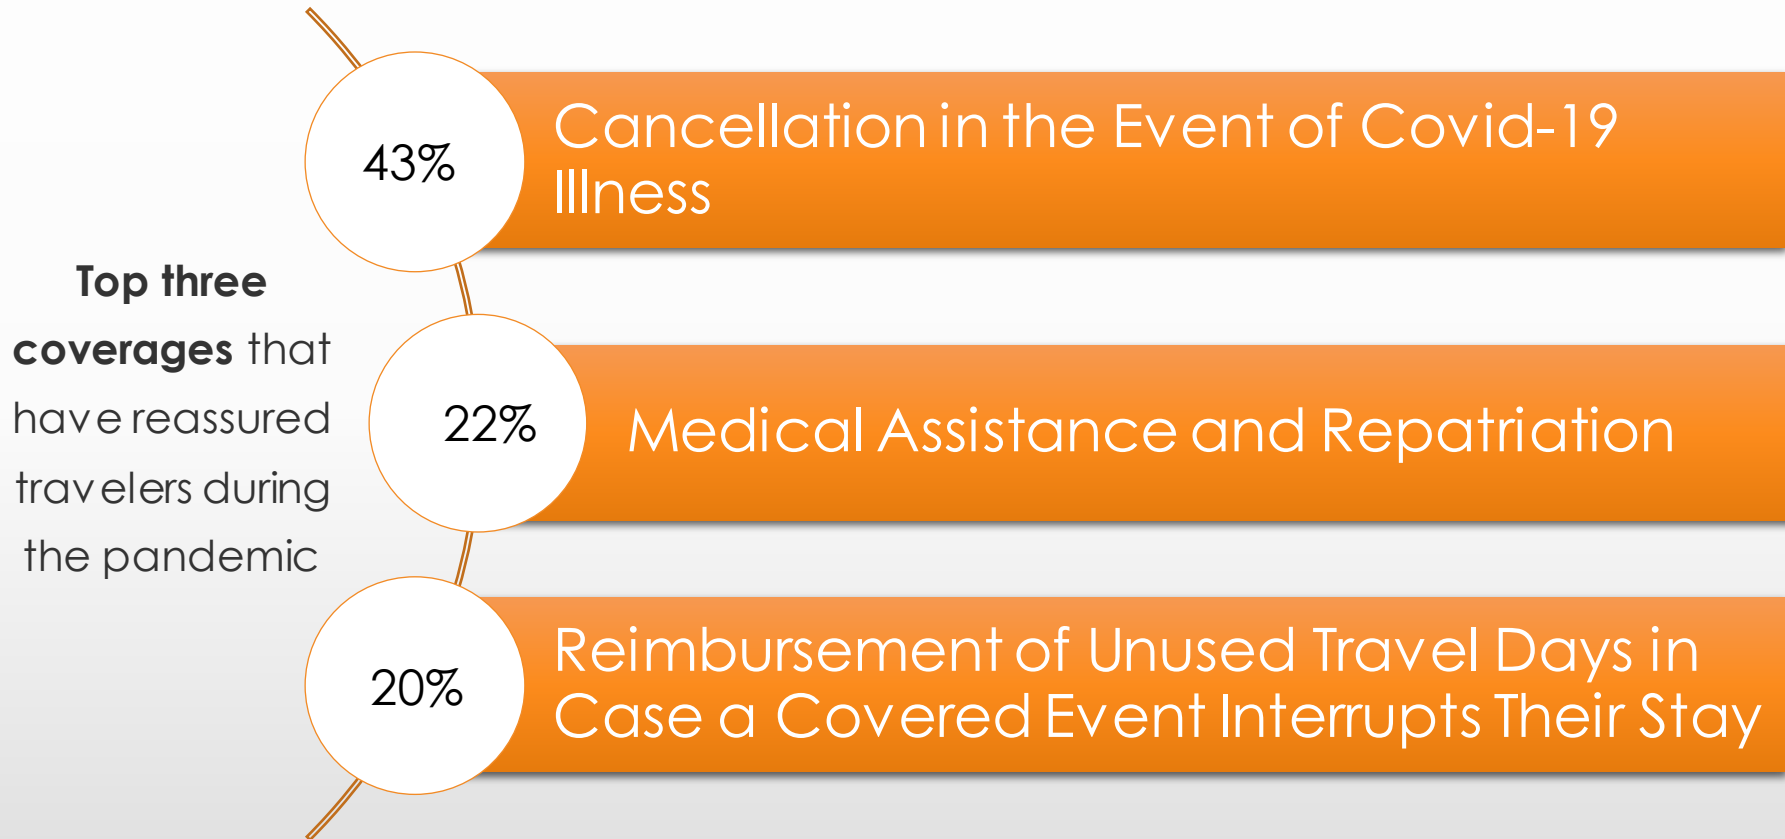 43%
Cancellation in the Event of Covid-19
Illness
Top three
coverages that
have reassured
travelers during
the pandemic
22%
Medical Assistance and Repatriation
20%
Reimbursement of Unused Travel Days in
Case a Covered Event Interrupts Their Stay